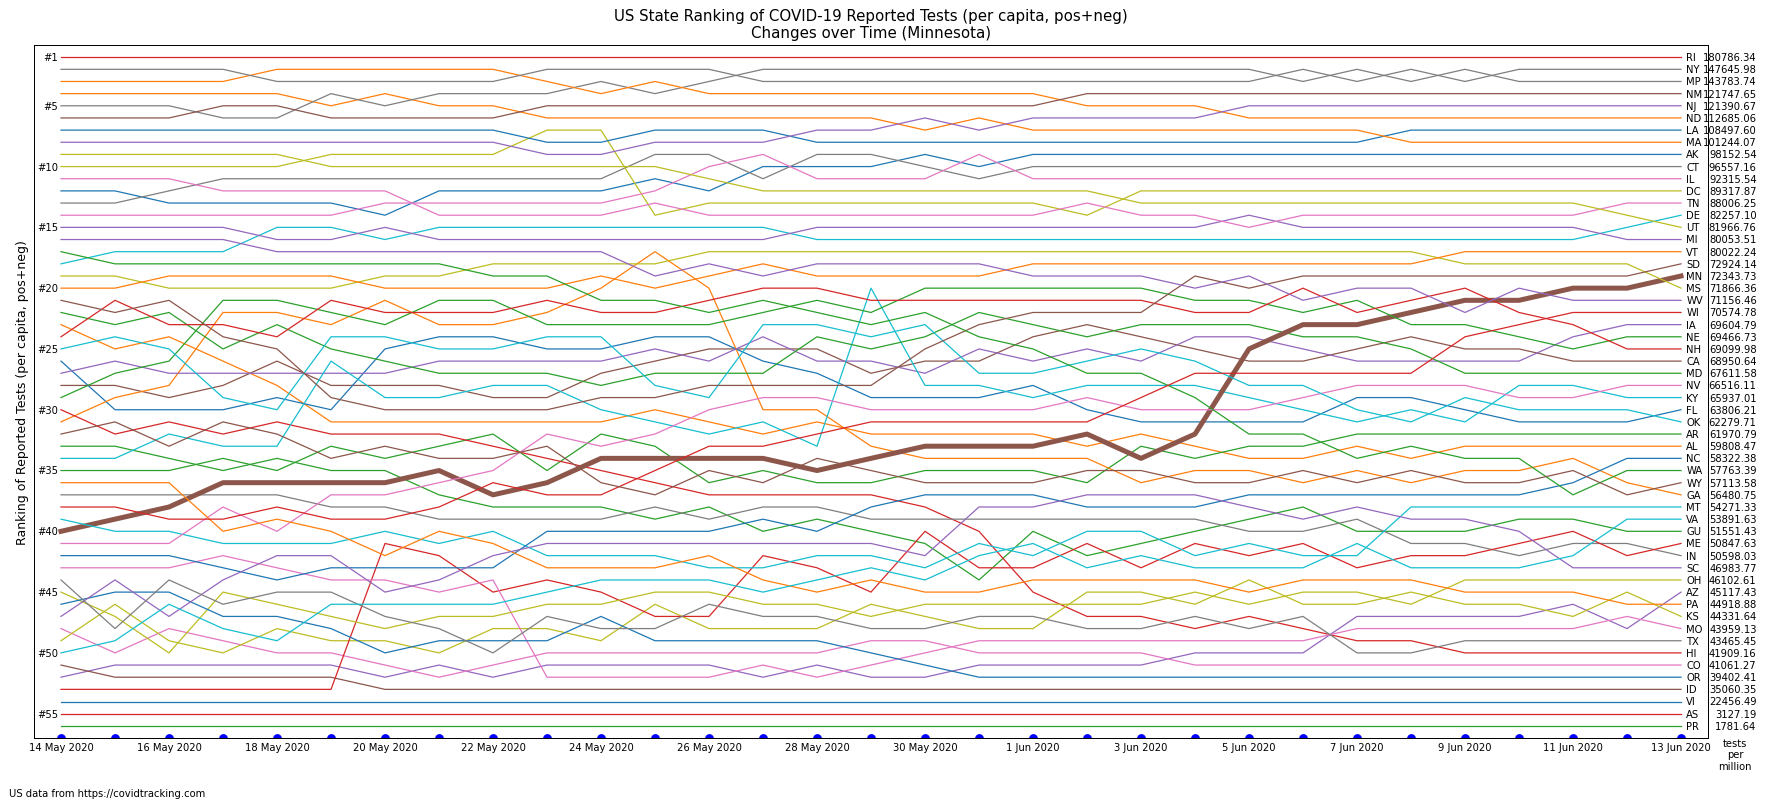 US State Ranking of COVID-19 Reported Tests (per capita, pos+neg)
Changes over Time (Minnesota)
Ranking of Reported Tests (per capita, pos+neg)
#1
#5
#10
#15
#20
#25
#30
#35
#40
#45
#50
#55
RI 180786.34
NY 147645.98
MP 143783.74
NM 121747.65
NJ 121390.67
ND 112685.06
LA 108497.60
MA 101244.07
AK 98152.54
CT 96557.16
IL 92315.54
DC 89317.87
TN 88006.25
DE 82257.10
UT 81966.76
MI 80053.51
VT 80022.24
SD 72924.14
MN 72343.73
MS 71866.36
WV 71156.46
WI 70574.78
IA 69604.79
NE 69466.73
NH 69099.98
CA 68950.64
MD 67611.58
NV 66516.11
KY 65937.01
FL 63806.21
OK 62279.71
AR 61970.79
AL 59808.47
NC 58322.38
WA 57763.39
WY 57113.58
GA 56480.75
MT 54271.33
VA 53891.63
GU 51551.43
ME 50847.63
IN 50598.03
SC 46983.77
OH 46102.61
AZ 45117.43
PA 44918.88
KS 44331.64
MO 43959.13
TX 43465.45
HI 41909.16
CO 41061.27
OR 39402.41
ID 35060.35
VI 22456.49
AS 3127.19
PR 1781.64
14 May 2020
16 May 2020
18 May 2020
20 May 2020
22 May 2020
24 May 2020
26 May 2020
28 May 2020
30 May 2020
1 Jun 2020
3 Jun 2020
5 Jun 2020
7 Jun 2020
9 Jun 2020
11 Jun 2020
13 Jun 2020
tests
per
million
US data from https://covidtracking.com